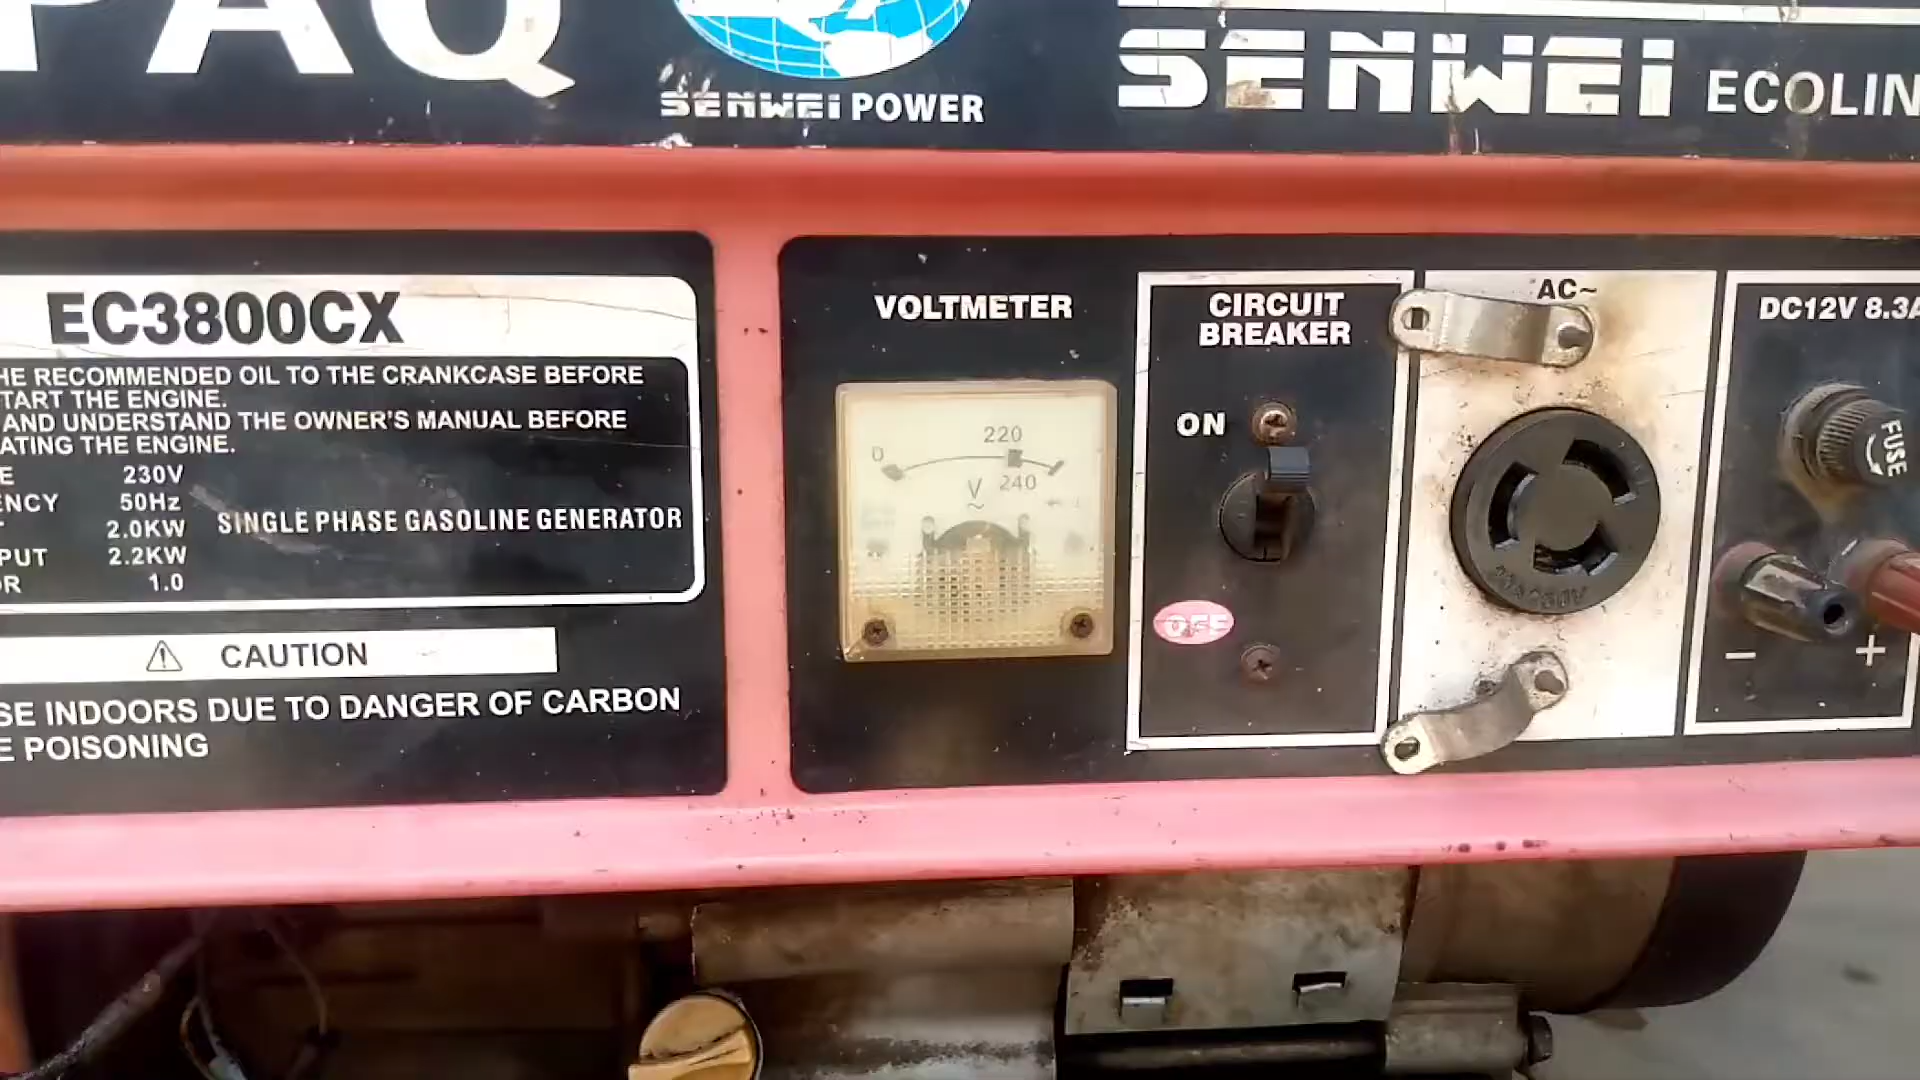 PAQ
SENWEI POWER
SENWEI ECOLIN
EC3800CX
HE RECOMMENDED OIL TO THE CRANKCASE BEFORE
TART THE ENGINE.
AND UNDERSTAND THE OWNER'S MANUAL BEFORE
ATING THE ENGINE.
E 230V
ENCY 50Hz
T 2.0KW
PUT 2.2KW
OR 1.0
SINGLE PHASE GASOLINE GENERATOR
CAUTION
SE INDOORS DUE TO DANGER OF CARBON
E POISONING
VOLTMETER
0 220
240
V
~
CIRCUIT
BREAKER
ON
OFF
AC~
DC12V 8.3A
FUSE
− +